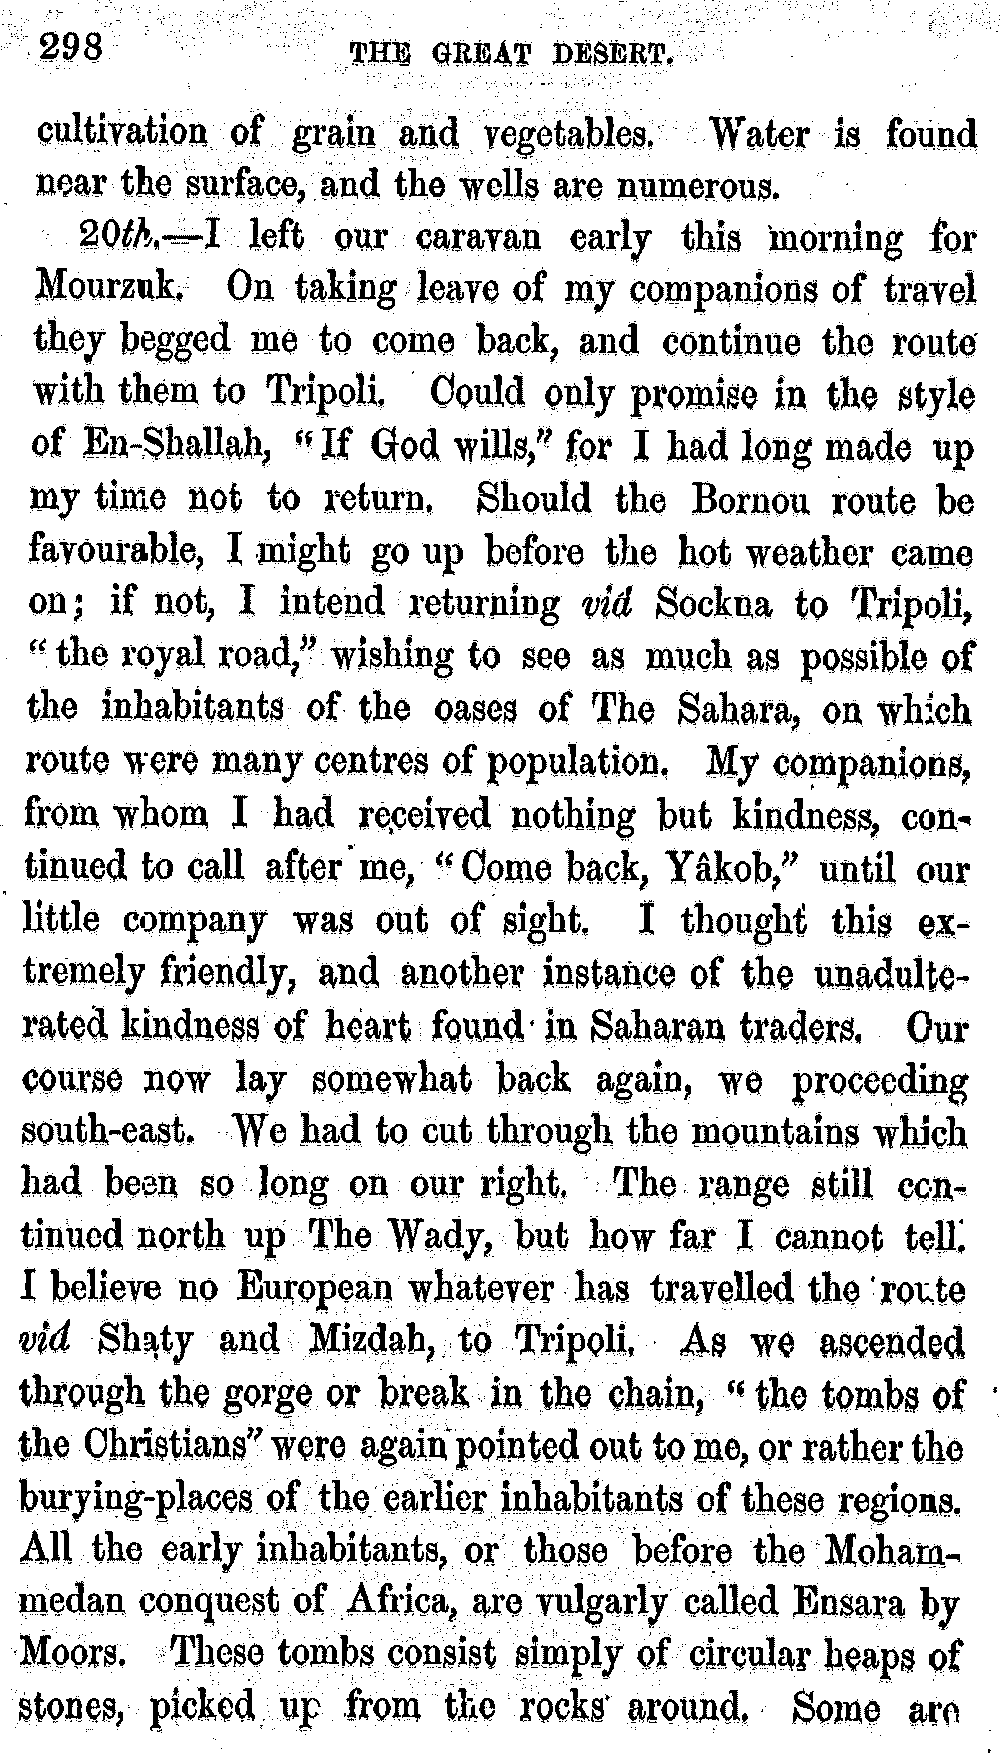 298 THE GREAT DESERT.
cultivation of grain and vegetables. Water is found
near the surface, and the wells are numerous.
20th.—I left our caravan early this morning for
Mourzuk. On taking leave of my companions of travel
they begged me to come back, and continue the route
with them to Tripoli. Could only promise in the style
of En-Shallah, "If God wills," for I had long made up
my time not to return. Should the Bornou route be
favourable, I might go up before the hot weather came
on; if not, I intend returning viâ Sockna to Tripoli,
"the royal road," wishing to see as much as possible of
the inhabitants of the oases of The Sahara, on which
route were many centres of population. My companions,
from whom I had received nothing but kindness, con-
tinued to call after me, "Come back, Yâkob," until our
little company was out of sight. I thought this ex-
tremely friendly, and another instance of the unadulte-
rated kindness of heart found in Saharan traders. Our
course now lay somewhat back again, we proceeding
south-east. We had to cut through the mountains which
had been so long on our right. The range still con-
tinued north up The Wady, but how far I cannot tell.
I believe no European whatever has travelled the route
viâ Shaty and Mizdah, to Tripoli. As we ascended
through the gorge or break in the chain, "the tombs of
the Christians" were again pointed out to me, or rather the
burying-places of the earlier inhabitants of these regions.
All the early inhabitants, or those before the Moham-
medan conquest of Africa, are vulgarly called Ensara by
Moors. These tombs consist simply of circular heaps of
stones, picked up from the rocks around. Some are